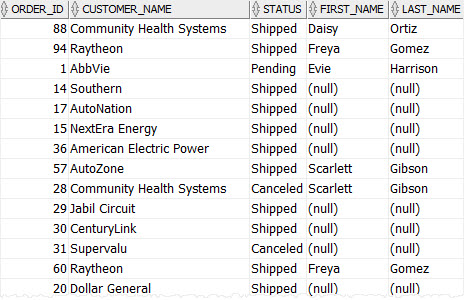 ORDER_ID CUSTOMER_NAME STATUS FIRST_NAME LAST_NAME
88 Community Health Systems Shipped Daisy Ortiz
94 Raytheon Shipped Freya Gomez
1 AbbVie Pending Evie Harrison
14 Southern Shipped (null) (null)
17 AutoNation Shipped (null) (null)
15 NextEra Energy Shipped (null) (null)
36 American Electric Power Shipped (null) (null)
57 AutoZone Shipped Scarlett Gibson
28 Community Health Systems Canceled Scarlett Gibson
29 Jabil Circuit Shipped (null) (null)
30 CenturyLink Shipped (null) (null)
31 Supervalu Canceled (null) (null)
60 Raytheon Shipped Freya Gomez
20 Dollar General Shipped (null) (null)